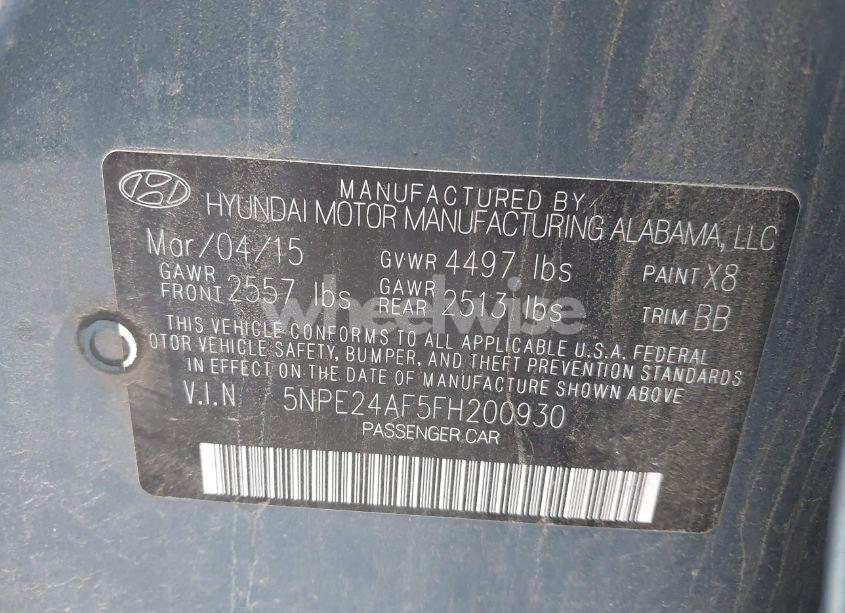 MANUFACTURED BY
HYUNDAI MOTOR MANUFACTURING ALABAMA, LLC
Mar/04/15 GVWR 4497 lbs PAINT X8
GAWR FRONT 2557 lbs GAWR REAR 2513 lbs TRIM BB
THIS VEHICLE CONFORMS TO ALL APPLICABLE U.S.A. FEDERAL
OTOR VEHICLE SAFETY, BUMPER, AND THEFT PREVENTION STANDARDS
IN EFFECT ON THE DATE OF MANUFACTURE SHOWN ABOVE
V.I.N. 5NPE24AF5FH200930
PASSENGER CAR
wheelwise